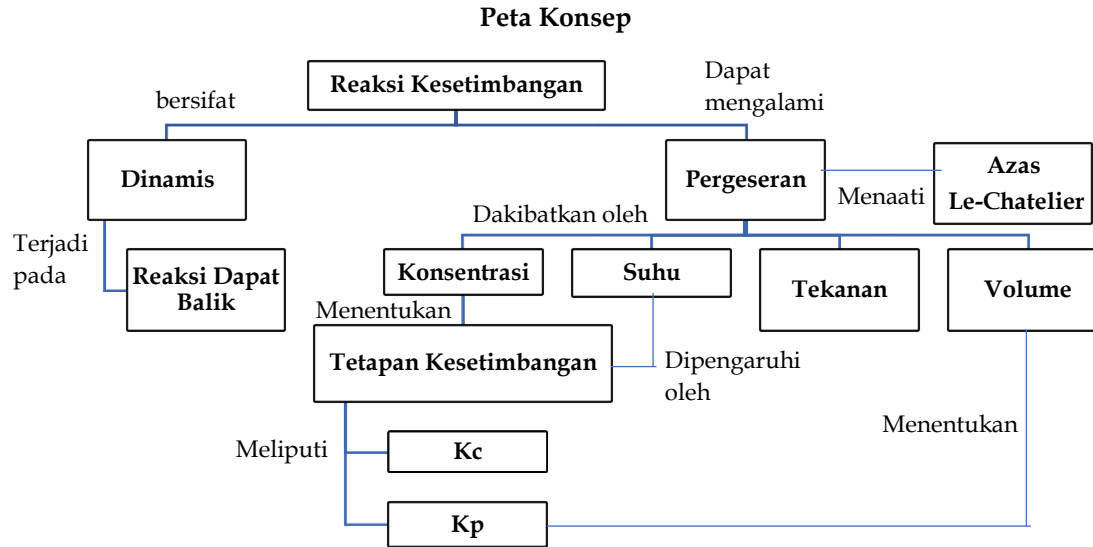 Peta Konsep
Reaksi Kesetimbangan
bersifat
Dapat
mengalami
Dinamis
Pergeseran
Menaati
Azas
Le-Chatelier
Terjadi
pada
Dakibatkan oleh
Reaksi Dapat
Balik
Konsentrasi
Suhu
Tekanan
Volume
Menentukan
Tetapan Kesetimbangan
Dipengaruhi
oleh
Menentukan
Meliputi
Kc
Kp